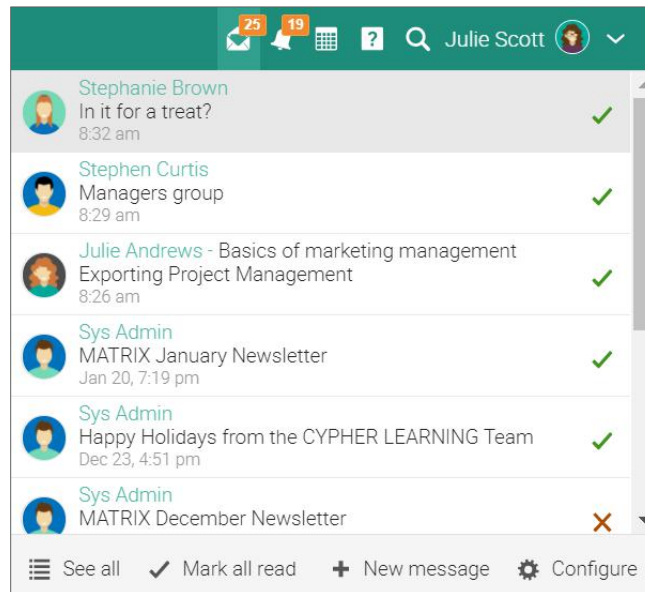 25
19
?
Julie Scott
Stephanie Brown
In it for a treat?
8:32 am
Stephen Curtis
Managers group
8:29 am
Julie Andrews - Basics of marketing management
Exporting Project Management
8:26 am
Sys Admin
MATRIX January Newsletter
Jan 20, 7:19 pm
Sys Admin
Happy Holidays from the CYPHER LEARNING Team
Dec 23, 4:51 pm
Sys Admin
MATRIX December Newsletter
See all Mark all read New message Configure